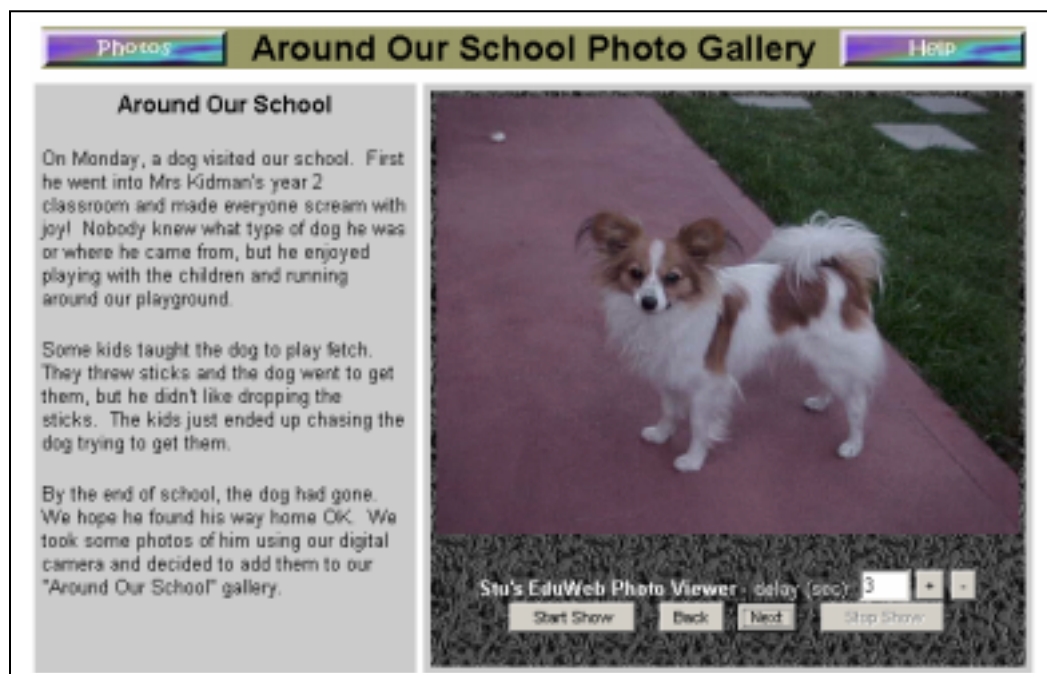 Photos
Around Our School Photo Gallery
Help
Around Our School
On Monday, a dog visited our school. First
he went into Mrs Kidman's year 2
classroom and made everyone scream with
joy! Nobody knew what type of dog he was
or where he came from, but he enjoyed
playing with the children and running
around our playground.
Some kids taught the dog to play fetch.
They threw sticks and the dog went to get
them, but he didn't like dropping the
sticks. The kids just ended up chasing the
dog trying to get them.
By the end of school, the dog had gone.
We hope he found his way home OK. We
took some photos of him using our digital
camera and decided to add them to our
"Around Our School" gallery.
Stu's EduWeb Photo Viewer - delay (sec) 3 + -
Start Show Back Next Stop Show